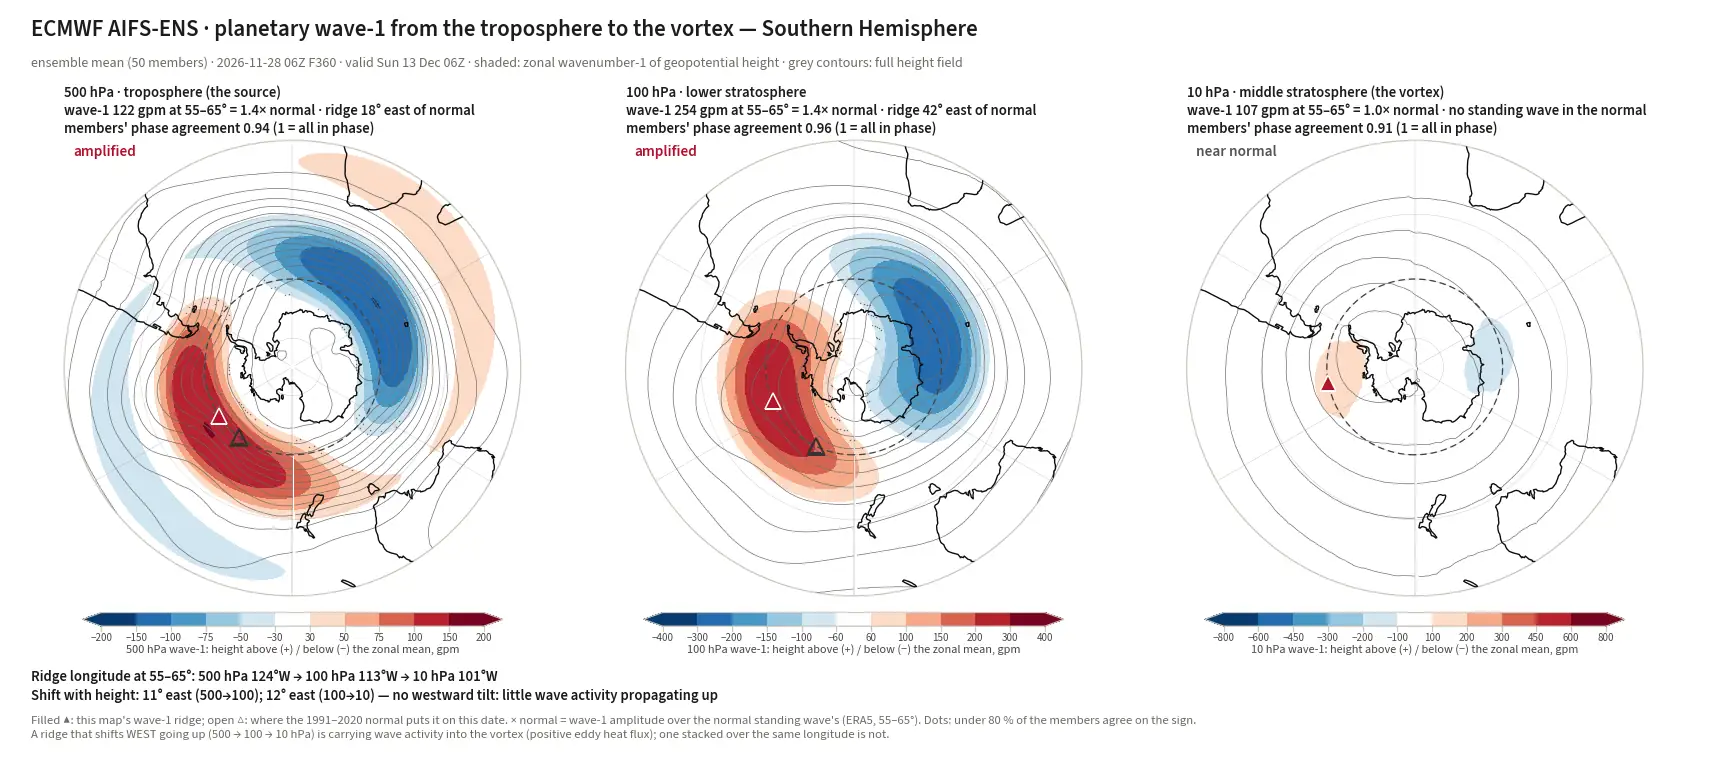 ECMWF AIFS-ENS · planetary wave-1 from the troposphere to the vortex — Southern Hemisphere
ensemble mean (50 members) · 2026-11-28 06Z F360 · valid Sun 13 Dec 06Z · shaded: zonal wavenumber-1 of geopotential height · grey contours: full height field
500 hPa · troposphere (the source)
wave-1 122 gpm at 55–65° = 1.4× normal · ridge 18° east of normal
members' phase agreement 0.94 (1 = all in phase)
amplified
100 hPa · lower stratosphere
wave-1 254 gpm at 55–65° = 1.4× normal · ridge 42° east of normal
members' phase agreement 0.96 (1 = all in phase)
amplified
10 hPa · middle stratosphere (the vortex)
wave-1 107 gpm at 55–65° = 1.0× normal · no standing wave in the normal
members' phase agreement 0.91 (1 = all in phase)
near normal
−200 −150 −100 −75 −50 −30 30 50 75 100 150 200
500 hPa wave-1: height above (+) / below (−) the zonal mean, gpm
−400 −300 −200 −150 −100 −60 60 100 150 200 300 400
100 hPa wave-1: height above (+) / below (−) the zonal mean, gpm
−800 −600 −450 −300 −200 −100 100 200 300 450 600 800
10 hPa wave-1: height above (+) / below (−) the zonal mean, gpm
Ridge longitude at 55–65°: 500 hPa 124°W → 100 hPa 113°W → 10 hPa 101°W
Shift with height: 11° east (500→100); 12° east (100→10) — no westward tilt: little wave activity propagating up
Filled ▲: this map's wave-1 ridge; open △: where the 1991–2020 normal puts it on this date. × normal = wave-1 amplitude over the normal standing wave's (ERA5, 55–65°). Dots: under 80 % of the members agree on the sign.
A ridge that shifts WEST going up (500 → 100 → 10 hPa) is carrying wave activity into the vortex (positive eddy heat flux); one stacked over the same longitude is not.